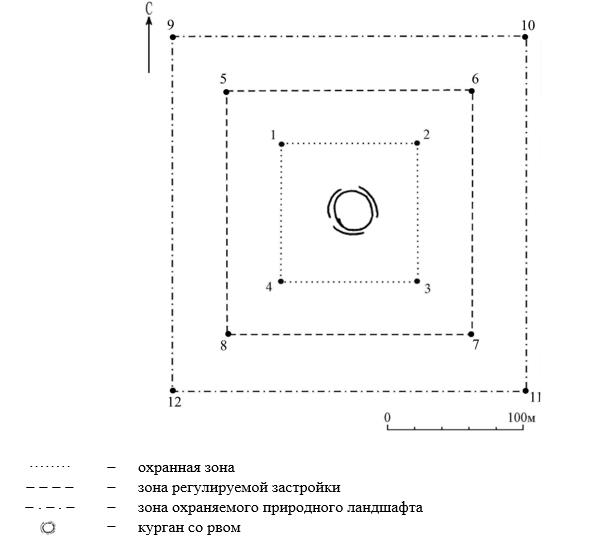 С
9 10
5 6
1 2
4 3
8 7
12 11
0 100м
– охранная зона
– зона регулируемой застройки
– зона охраняемого природного ландшафта
– курган со рвом